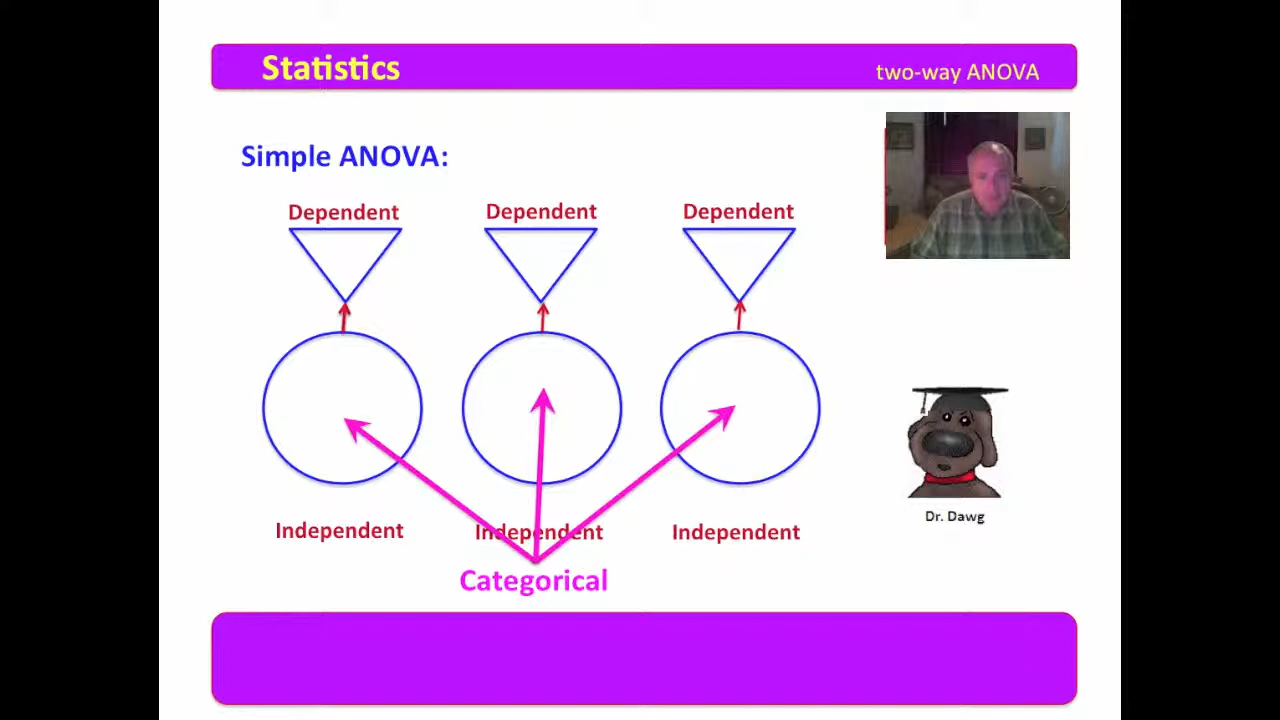 Statistics
two-way ANOVA
Simple ANOVA:
Dependent Dependent Dependent
Independent Independent Independent
Categorical
Dr. Dawg